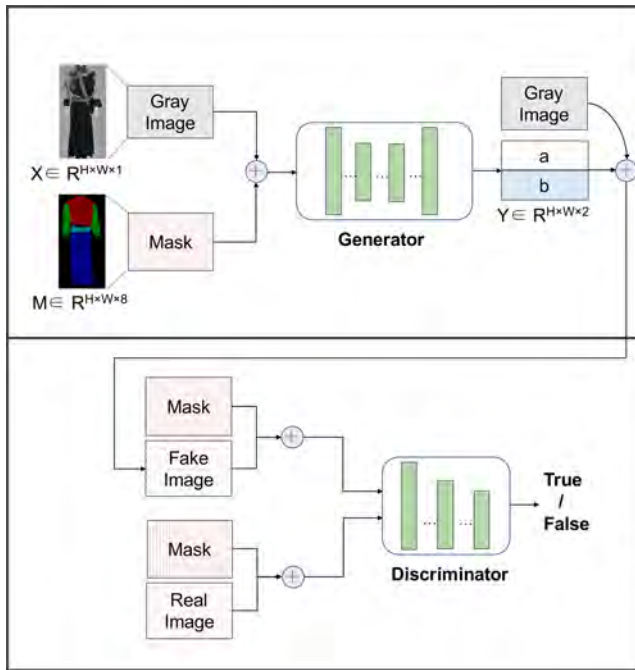 Gray
Image
X ∈ R^H×W×1
Mask
M ∈ R^H×W×8
...
...
Generator
Gray
Image
a
b
Y ∈ R^H×W×2
Mask
Fake
Image
Mask
Real
Image
...
...
Discriminator
True
/
False